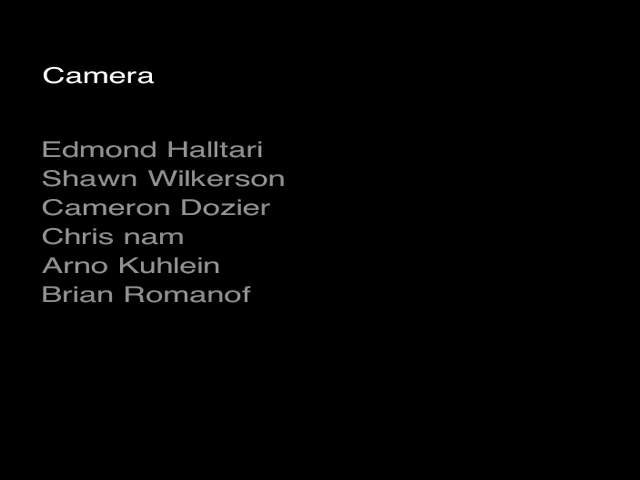 Camera
Edmond Halltari
Shawn Wilkerson
Cameron Dozier
Chris nam
Arno Kuhlein
Brian Romanof